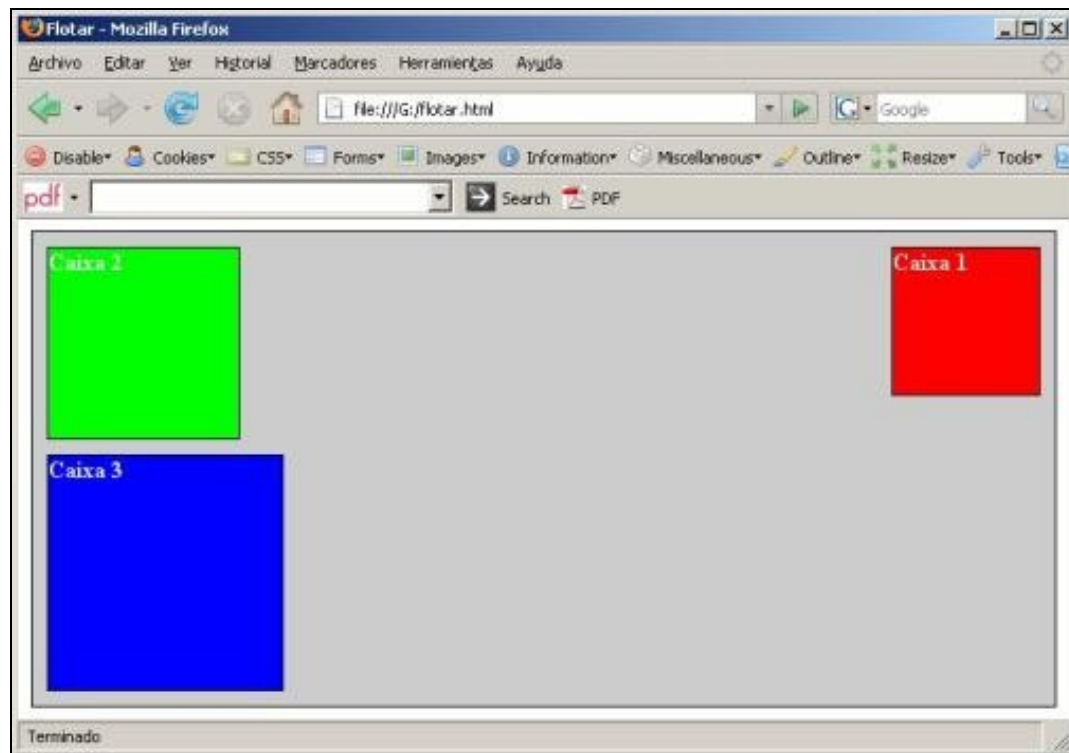 Flotar - Mozilla Firefox
Archivo Editar Ver Historial Marcadores Herramientas Ayuda
file:///G:/flotar.html Google
Disable Cookies CSS Forms Images Information Miscellaneous Outline Resize Tools
pdf Search PDF
Caixa 2 Caixa 1
Caixa 3
Terminado